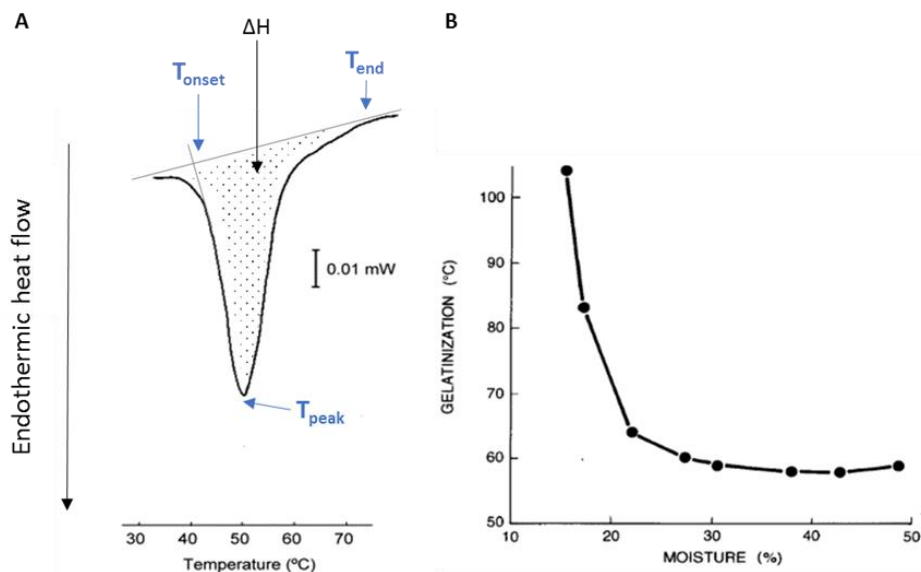 A
ΔH
Tonset
Tend
Endothermic heat flow
0.01 mW
Tpeak
30 40 50 60 70
Temperature (ºC)
B
GELATINIZATION (°C)
100
90
80
70
60
50
10 20 30 40 50
MOISTURE (%)